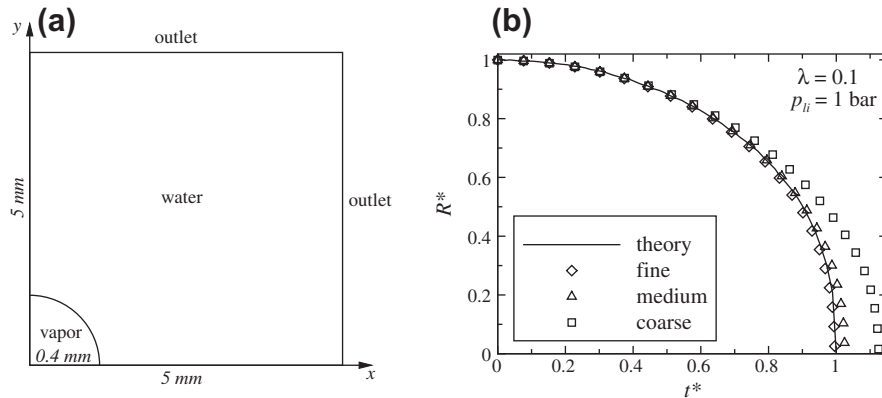 (a)
y
outlet
5 mm
water
outlet
vapor
0.4 mm
5 mm
x
(b)
1
0.8
0.6
0.4
0.2
0
R*
λ = 0.1
p_li = 1 bar
theory
fine
medium
coarse
0 0.2 0.4 0.6 0.8 1
t*